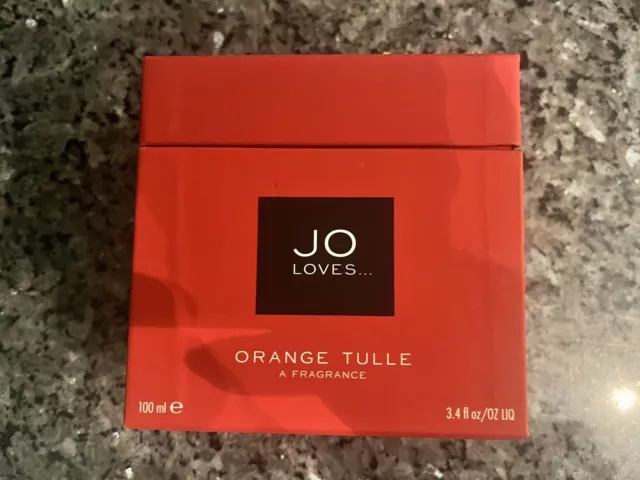 JO
LOVES...
ORANGE TULLE
A FRAGRANCE
100 ml ℮
3.4 fl oz/OZ LIQ